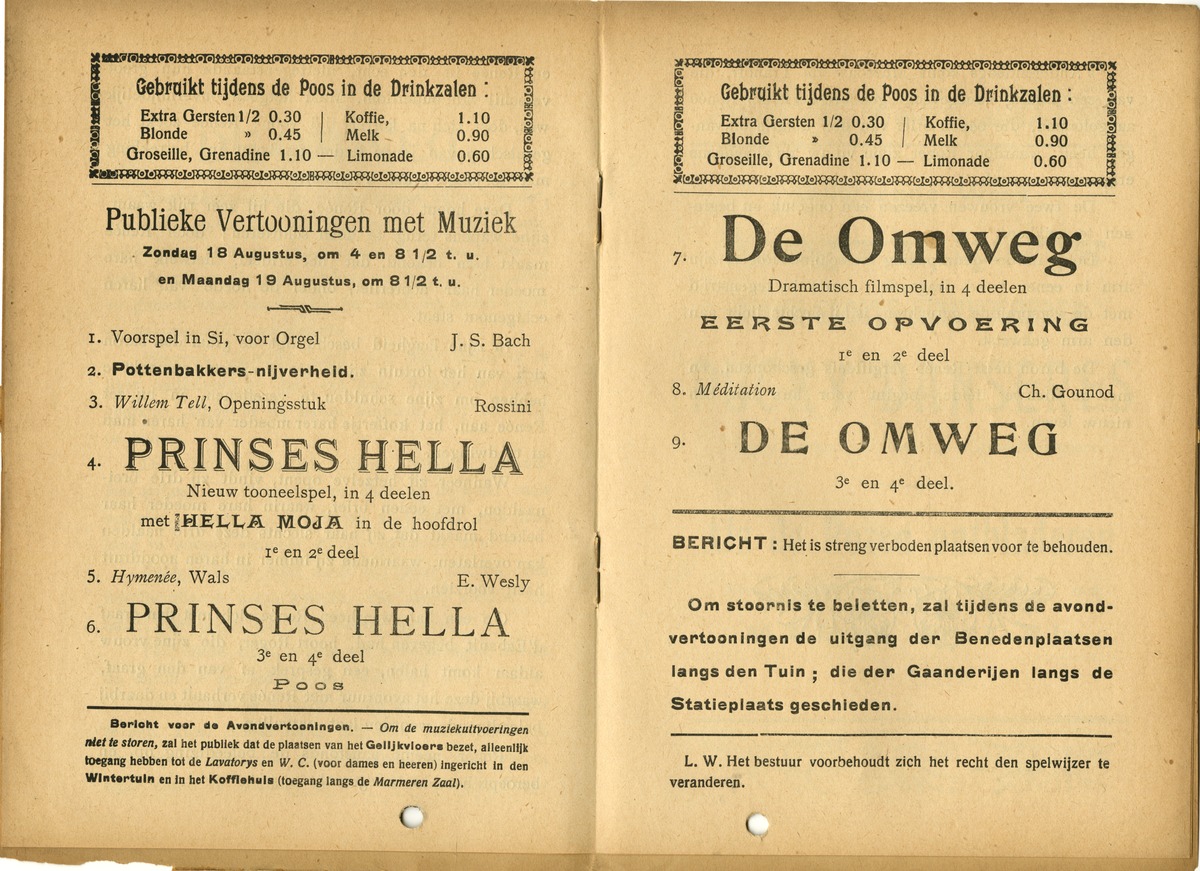 Gebruikt tijdens de Poos in de Drinkzalen :
Extra Gersten 1/2 0.30 | Koffie, 1.10
Blonde » 0.45 | Melk 0.90
Groseille, Grenadine 1.10 — Limonade 0.60
Publieke Vertooningen met Muziek
Zondag 18 Augustus, om 4 en 8 1/2 t. u.
en Maandag 19 Augustus, om 8 1/2 t. u.
1. Voorspel in Si, voor Orgel J. S. Bach
2. Pottenbakkers-nijverheid.
3. Willem Tell, Openingsstuk Rossini
4. PRINSES HELLA
Nieuw tooneelspel, in 4 deelen
met HELLA MOJA in de hoofdrol
1e en 2e deel
5. Hymenée, Wals E. Wesly
6. PRINSES HELLA
3e en 4e deel
Poos
Bericht voor de Avondvertooningen. — Om de muziekuitvoeringen
niet te storen, zal het publiek dat de plaatsen van het Gelijkvloers bezet, alleenlijk
toegang hebben tot de Lavatorys en W. C. (voor dames en heeren) ingericht in den
Wintertuin en in het Koffiehuis (toegang langs de Marmeren Zaal).
Gebruikt tijdens de Poos in de Drinkzalen :
Extra Gersten 1/2 0.30 | Koffie, 1.10
Blonde » 0.45 | Melk 0.90
Groseille, Grenadine 1.10 — Limonade 0.60
7. De Omweg
Dramatisch filmspel, in 4 deelen
EERSTE OPVOERING
1e en 2e deel
8. Méditation Ch. Gounod
9. DE OMWEG
3e en 4e deel.
BERICHT : Het is streng verboden plaatsen voor te behouden.
Om stoornis te beletten, zal tijdens de avond-
vertooningen de uitgang der Benedenplaatsen
langs den Tuin ; die der Gaanderijen langs de
Statieplaats geschieden.
L. W. Het bestuur voorbehoudt zich het recht den spelwijzer te
veranderen.